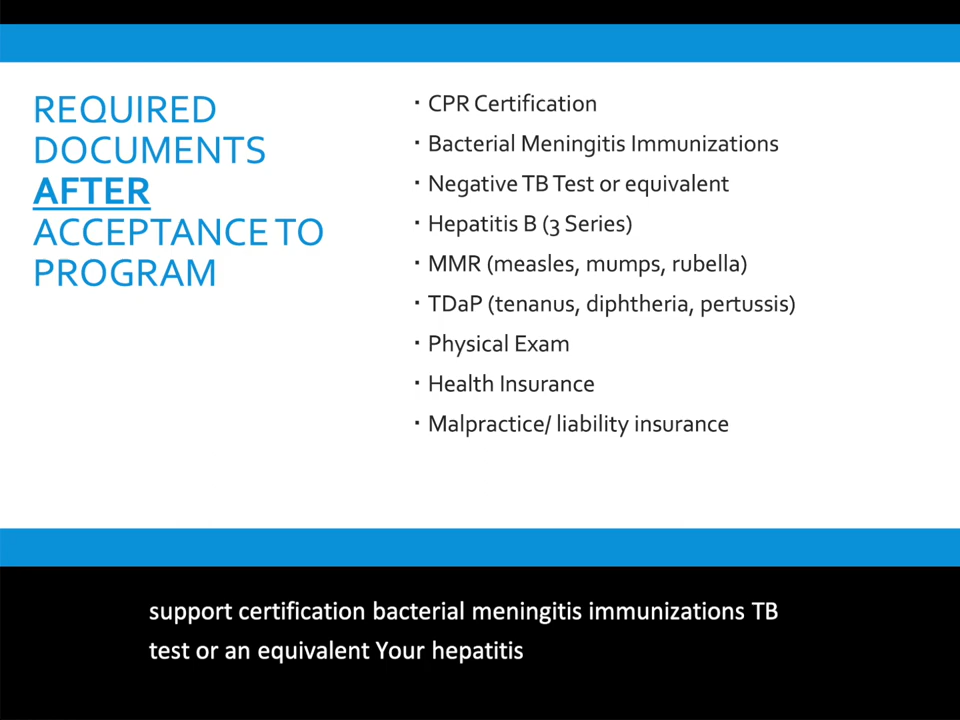 REQUIRED
DOCUMENTS
AFTER
ACCEPTANCE TO
PROGRAM
▪ CPR Certification
▪ Bacterial Meningitis Immunizations
▪ Negative TB Test or equivalent
▪ Hepatitis B (3 Series)
▪ MMR (measles, mumps, rubella)
▪ TDaP (tenanus, diphtheria, pertussis)
▪ Physical Exam
▪ Health Insurance
▪ Malpractice/ liability insurance
support certification bacterial meningitis immunizations TB
test or an equivalent Your hepatitis